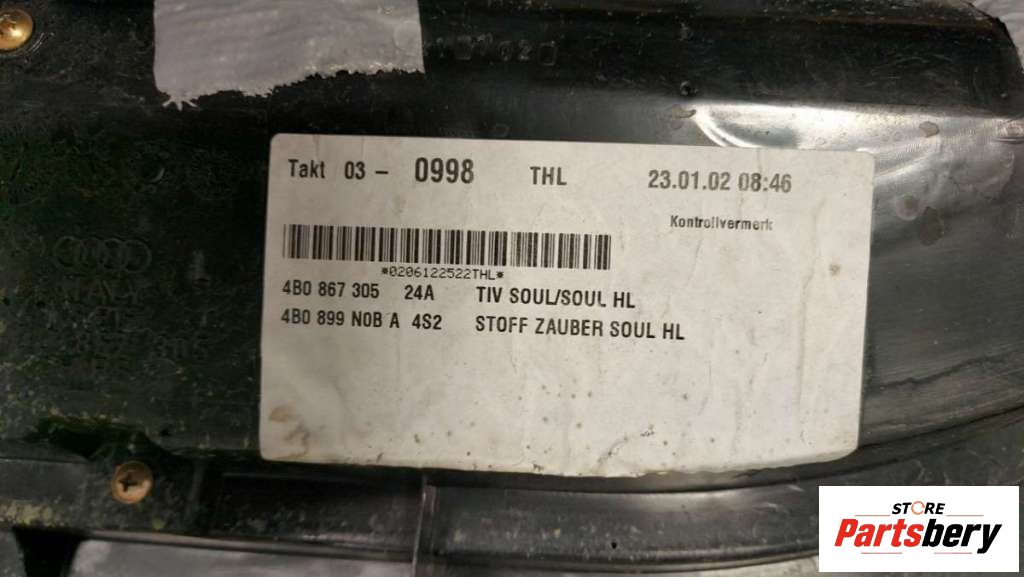 Takt 03 - 0998 THL 23.01.02 08:46
Kontrollvermerk
*0206122522THL*
4B0 867 305 24A TIV SOUL/SOUL HL
4B0 899 N0B A 4S2 STOFF ZAUBER SOUL HL
STORE
Partsbery